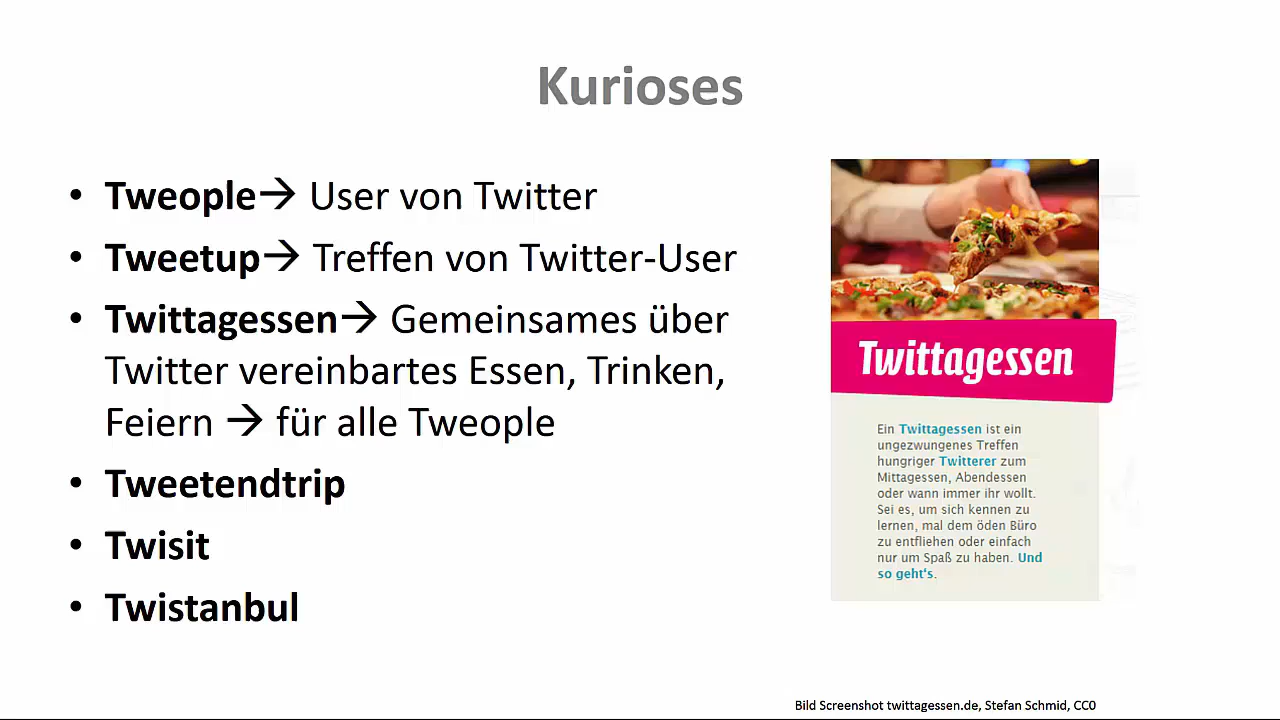 Kurioses
• Tweople→ User von Twitter
• Tweetup→ Treffen von Twitter-User
• Twittagessen→ Gemeinsames über
Twitter vereinbartes Essen, Trinken,
Feiern → für alle Tweople
• Tweetendtrip
• Twisit
• Twistanbul
Twittagessen
Ein Twittagessen ist ein
ungezwungenes Treffen
hungriger Twitterer zum
Mittagessen, Abendessen
oder wann immer ihr wollt.
Sei es, um sich kennen zu
lernen, mal dem öden Büro
zu entfliehen oder einfach
nur um Spaß zu haben. Und
so geht's.
Bild Screenshot twittagessen.de, Stefan Schmid, CC0